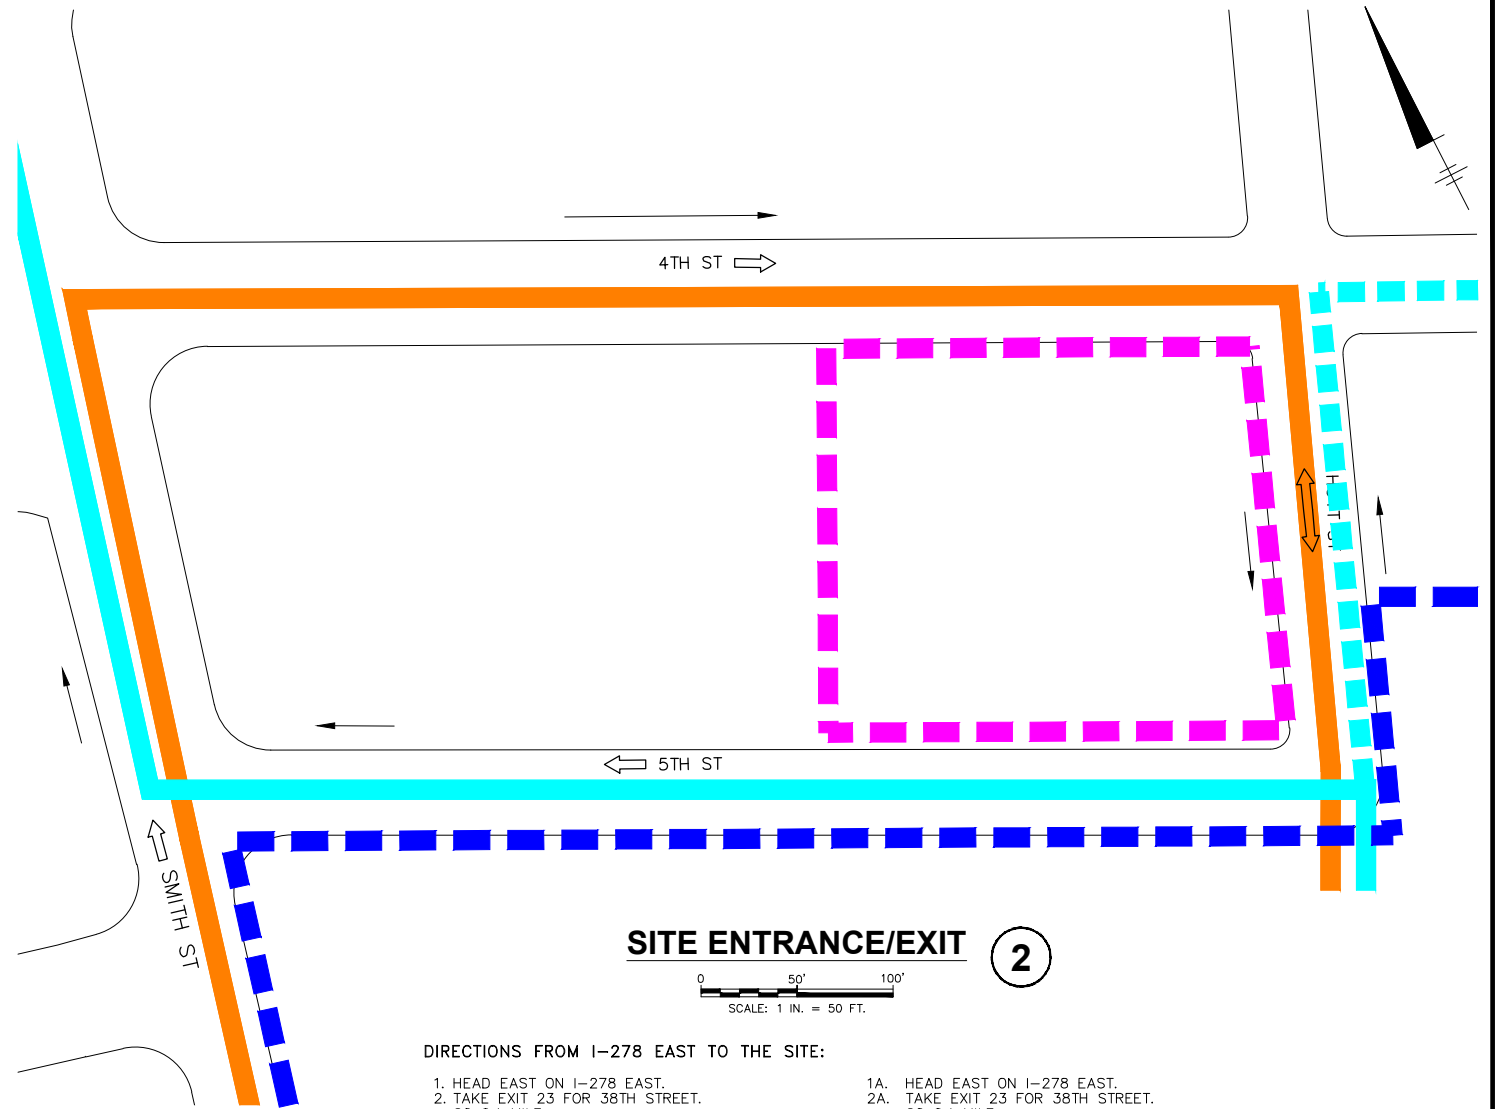 4TH ST
5TH ST
SMITH ST
SITE ENTRANCE/EXIT
2
0 50' 100'
SCALE: 1 IN. = 50 FT.
DIRECTIONS FROM I-278 EAST TO THE SITE:
1. HEAD EAST ON I-278 EAST.
2. TAKE EXIT 23 FOR 38TH STREET.
1A. HEAD EAST ON I-278 EAST.
2A. TAKE EXIT 23 FOR 38TH STREET.